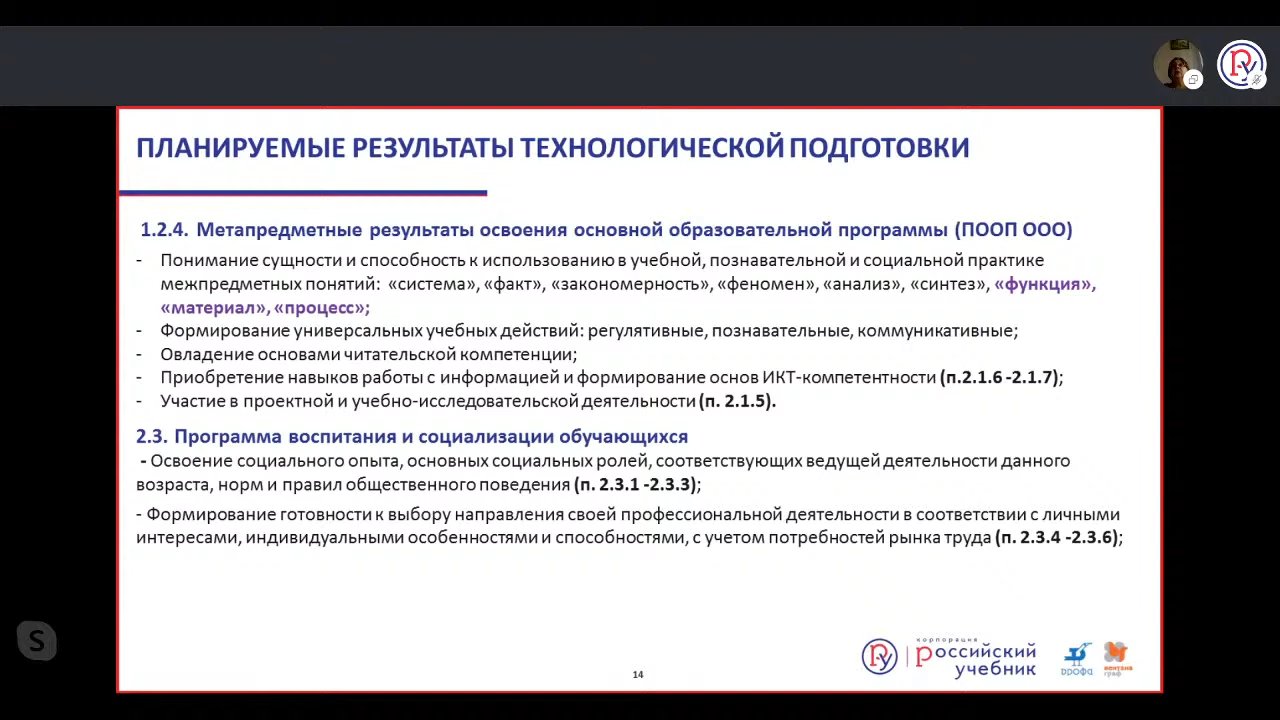 ПЛАНИРУЕМЫЕ РЕЗУЛЬТАТЫ ТЕХНОЛОГИЧЕСКОЙ ПОДГОТОВКИ
1.2.4. Метапредметные результаты освоения основной образовательной программы (ПООП ООО)
- Понимание сущности и способность к использованию в учебной, познавательной и социальной практике
межпредметных понятий: «система», «факт», «закономерность», «феномен», «анализ», «синтез», «функция»,
«материал», «процесс»;
- Формирование универсальных учебных действий: регулятивные, познавательные, коммуникативные;
- Овладение основами читательской компетенции;
- Приобретение навыков работы с информацией и формирование основ ИКТ-компетентности (п.2.1.6 -2.1.7);
- Участие в проектной и учебно-исследовательской деятельности (п. 2.1.5).
2.3. Программа воспитания и социализации обучающихся
- Освоение социального опыта, основных социальных ролей, соответствующих ведущей деятельности данного
возраста, норм и правил общественного поведения (п. 2.3.1 -2.3.3);
- Формирование готовности к выбору направления своей профессиональной деятельности в соответствии с личными
интересами, индивидуальными особенностями и способностями, с учетом потребностей рынка труда (п. 2.3.4 -2.3.6);
S
корпорация
российский
учебник
дрофа
вентана
граф
14